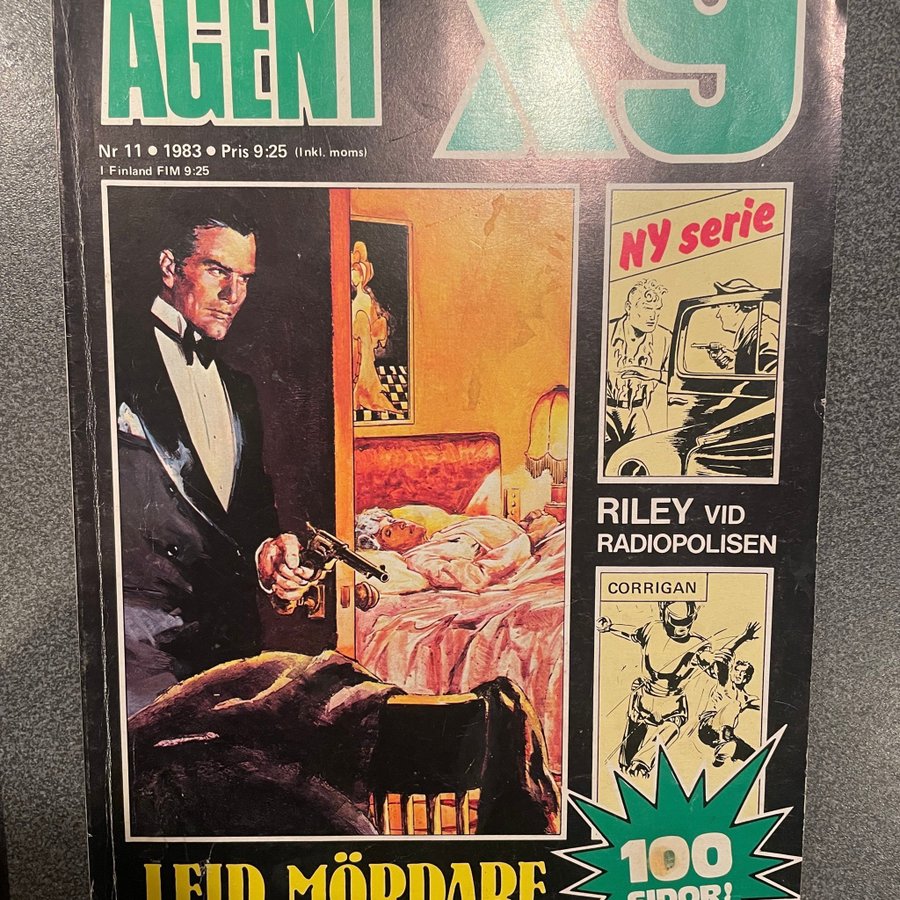 AGENT X9
Nr 11 • 1983 • Pris 9:25 (Inkl. moms)
I Finland FIM 9:25
NY serie
RILEY VID
RADIOPOLISEN
CORRIGAN
100
SIDOR!
LEJD MÖRDARE